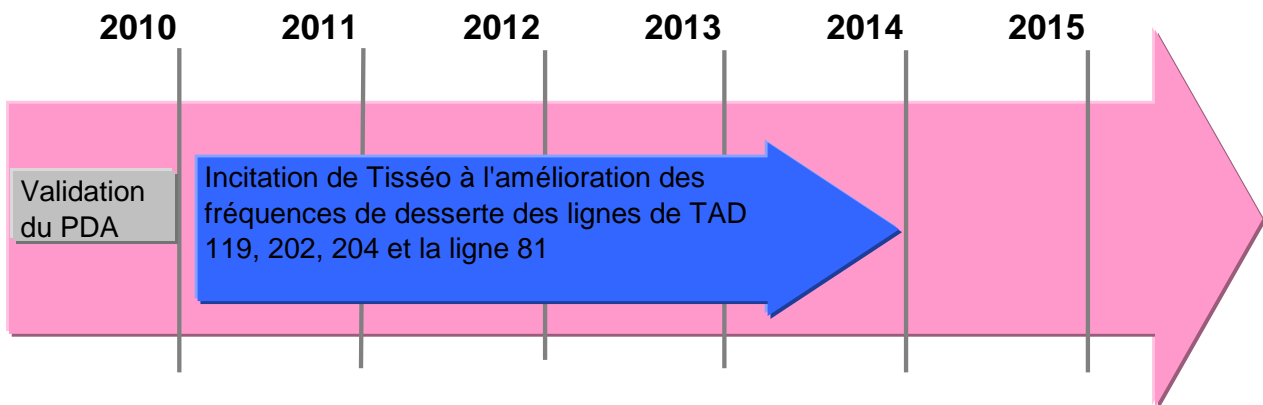 2010 2011 2012 2013 2014 2015
Validation
du PDA
Incitation de Tisséo à l'amélioration des
fréquences de desserte des lignes de TAD
119, 202, 204 et la ligne 81